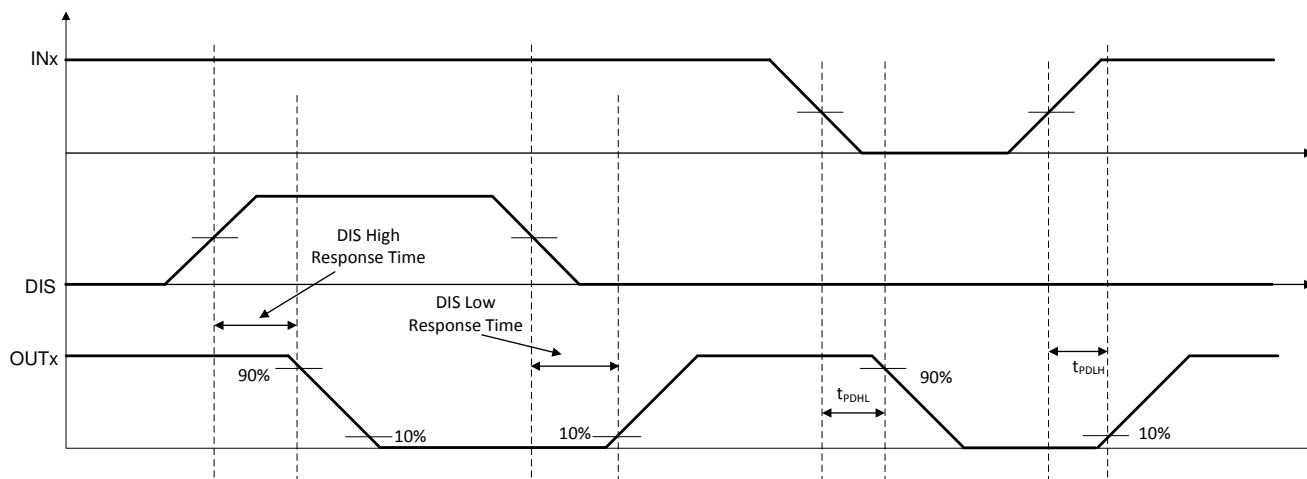 INx
DIS High
Response Time
DIS
DIS Low
Response Time
OUTx
90%
10%
10%
tPDHL
90%
tPDLH
10%